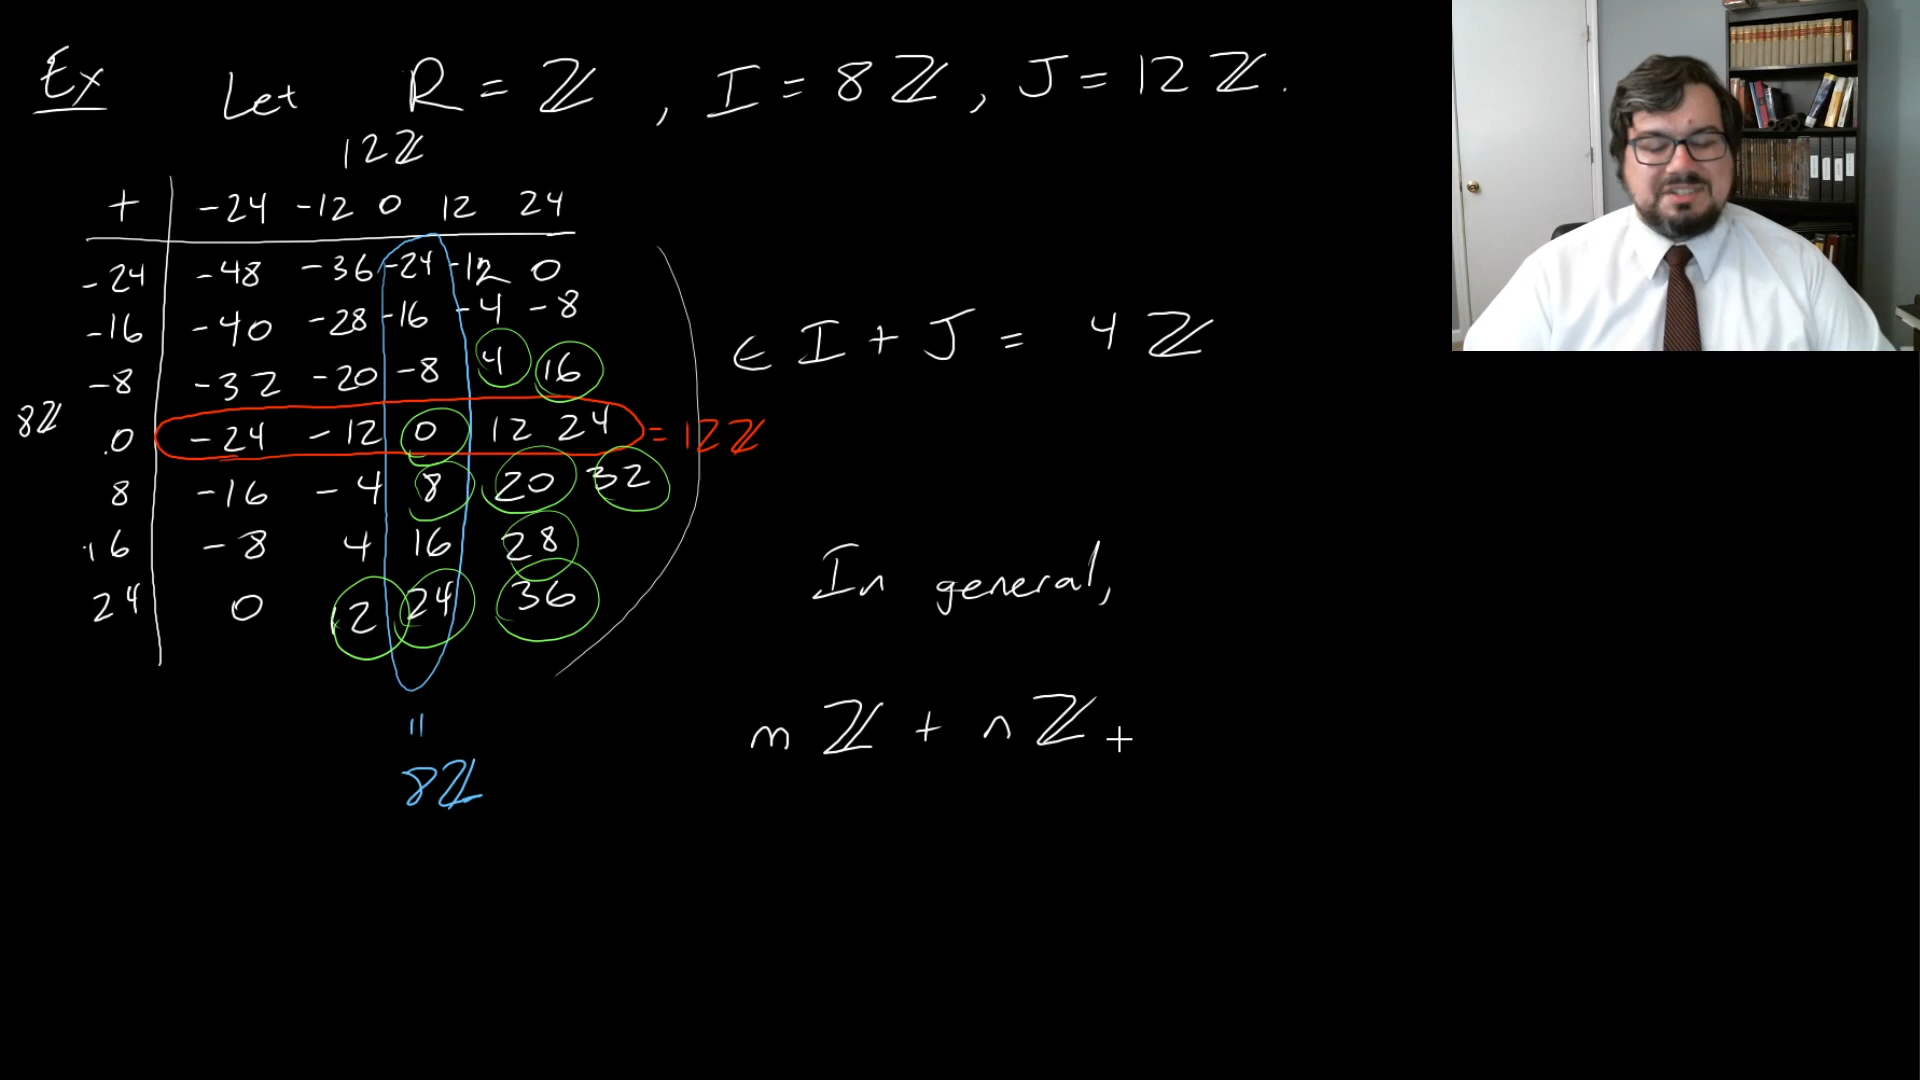 Ex Let R = ℤ, I = 8ℤ, J = 12ℤ.
12ℤ
+ -24 -12 0 12 24
-24 -48 -36 -24 -12 0
-16 -40 -28 -16 -4 -8
-8 -32 -20 -8 4 16
8ℤ
0 -24 -12 0 12 24 = 12ℤ
8 -16 -4 8 20 32
16 -8 4 16 28
24 0 12 24 36
=
8ℤ
∈ I + J = 4ℤ
In general,
mℤ + nℤ